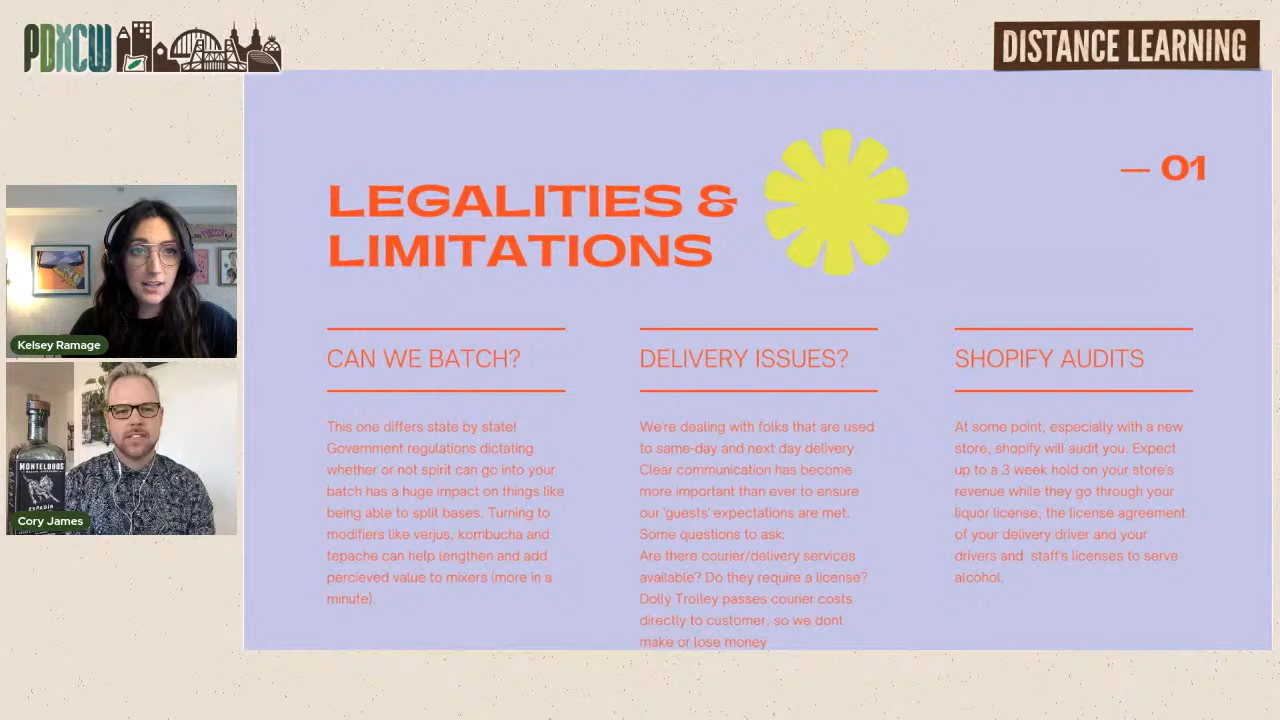 PDXCW
DISTANCE LEARNING
LEGALITIES &
LIMITATIONS
— 01
CAN WE BATCH?
This one differs state by state!
Government regulations dictating
whether or not spirit can go into your
batch has a huge impact on things like
being able to split bases. Turning to
modifiers like verjus, kombucha and
tepache can help lengthen and add
percieved value to mixers (more in a
minute).
DELIVERY ISSUES?
We're dealing with folks that are used
to same-day and next day delivery.
Clear communication has become
more important than ever to ensure
our 'guests' expectations are met.
Some questions to ask:
Are there courier/delivery services
available? Do they require a license?
Dolly Trolley passes courier costs
directly to customer, so we dont
make or lose money
SHOPIFY AUDITS
At some point, especially with a new
store, shopify will audit you. Expect
up to a 3 week hold on your store's
revenue while they go through your
liquor license, the license agreement
of your delivery driver and your
drivers and staff's licenses to serve
alcohol.
Kelsey Ramage
MONTELOBOS
ESPADIN
Cory James